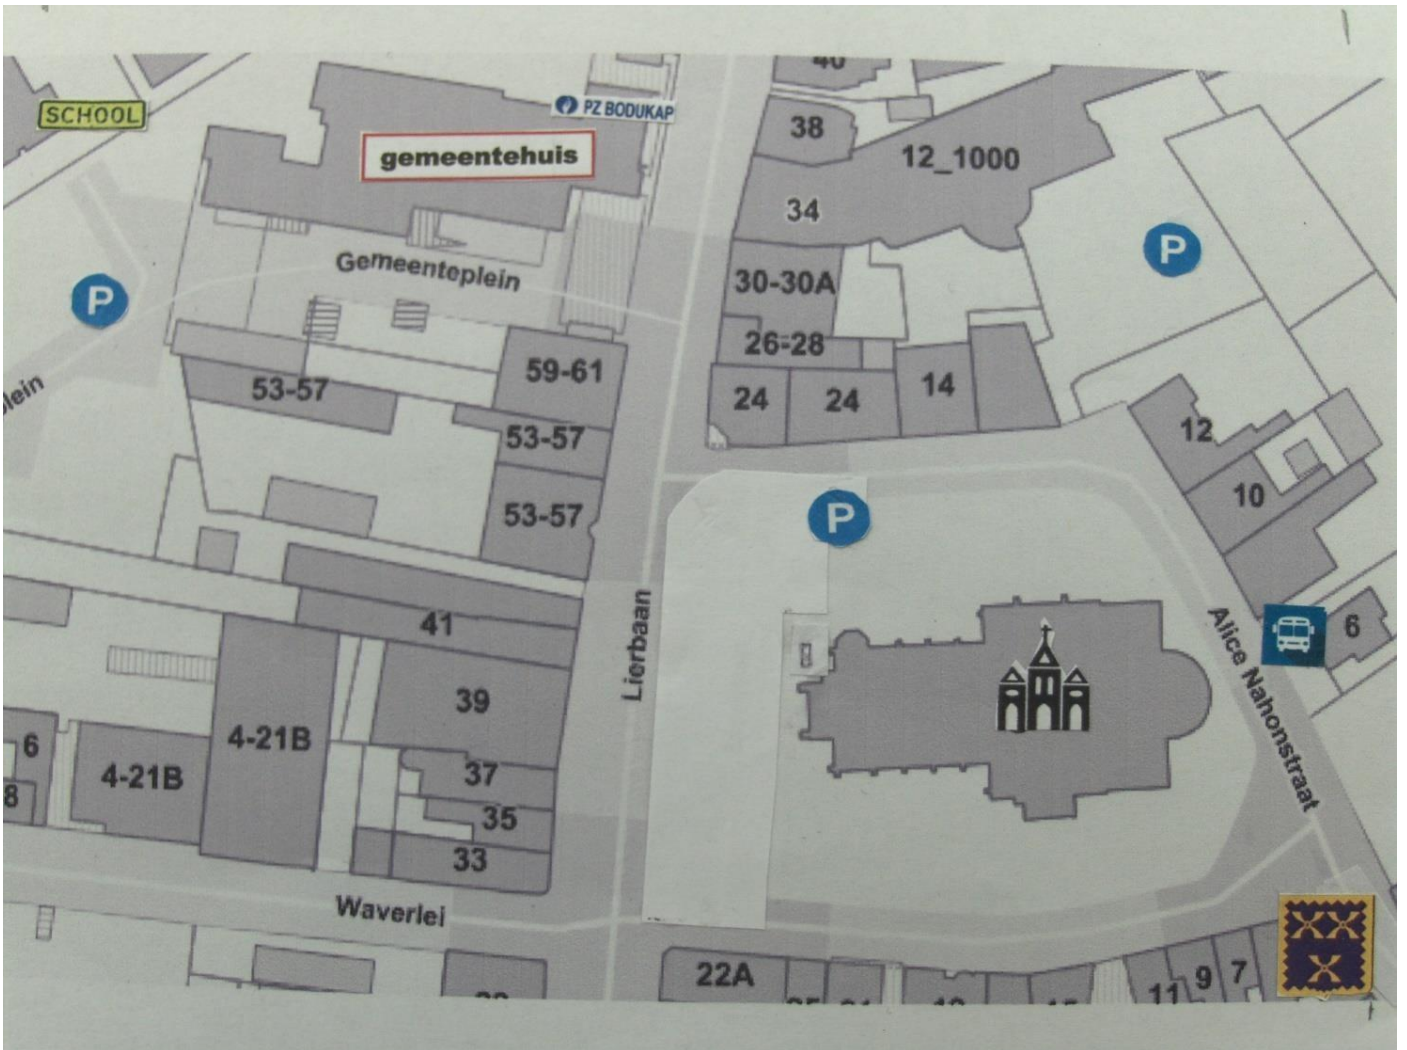 40
SCHOOL
PZ BODUKAP
38
gemeentehuis
12_1000
34
P
Gemeenteplein
30-30A
P
26-28
59-61
53-57
24
24
14
plein
53-57
12
10
53-57
P
Lierbaan
41
Alice Nahonstraat
6
39
4-21B
6
37
4-21B
8
35
33
Waverlei
22A
11
9
7